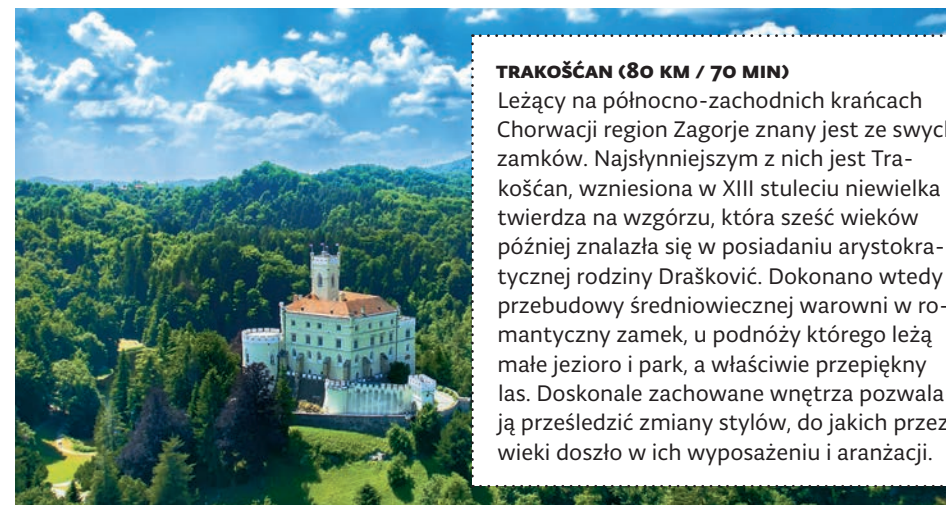 TRAKOŠĆAN (80 KM / 70 MIN)
Leżący na północno-zachodnich krańcach
Chorwacji region Zagorje znany jest ze swych
zamków. Najsłynniejszym z nich jest Tra-
košćan, wzniesiona w XIII stuleciu niewielka
twierdza na wzgórzu, która sześć wieków
później znalazła się w posiadaniu arystokra-
tycznej rodziny Drašković. Dokonano wtedy
przebudowy średniowiecznej warowni w ro-
mantyczny zamek, u podnóży którego leżą
małe jezioro i park, a właściwie przepiękny
las. Doskonale zachowane wnętrza pozwala
ją prześledzić zmiany stylów, do jakich przez
wieki doszło w ich wyposażeniu i aranżacji.